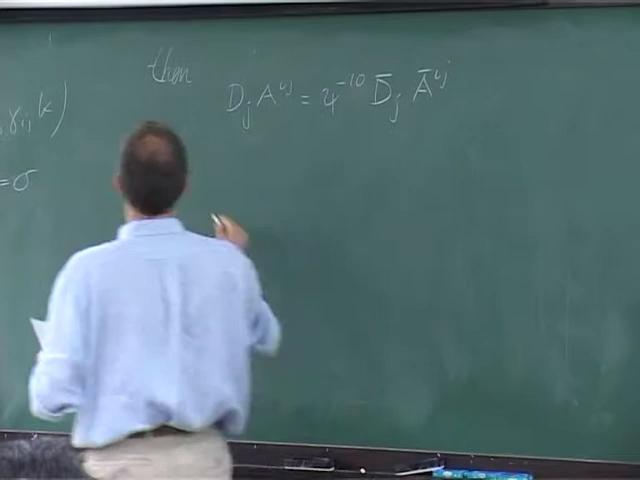 then
D_j A^{ij} = ψ^{-10} D̄_j Ā^{ij}
, γ_{ij}, K)
= σ